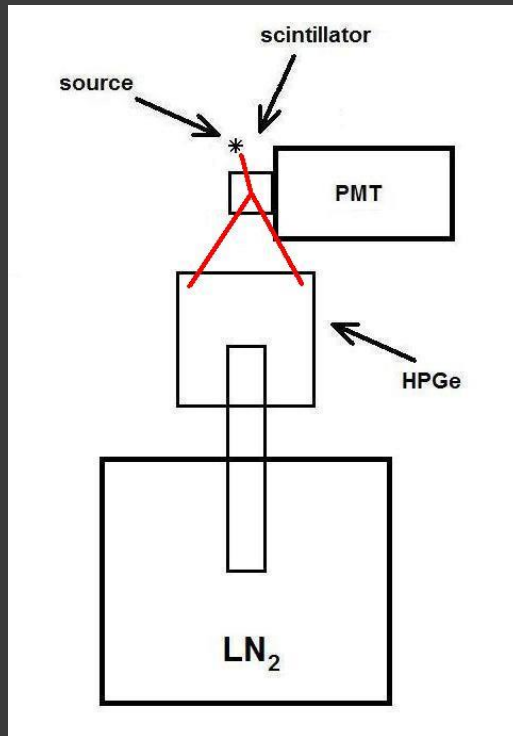 scintillator
source
PMT
HPGe
LN₂